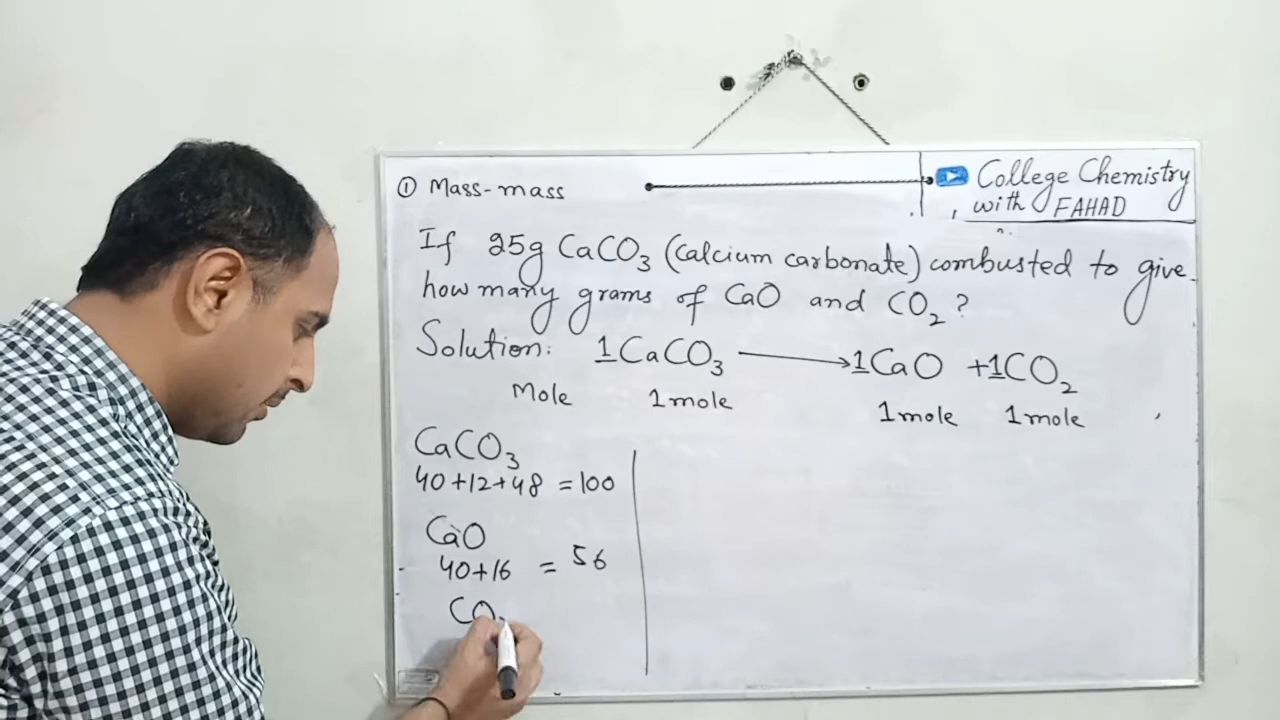 ① Mass-mass
College Chemistry
with FAHAD
If 25g CaCO₃ (Calcium carbonate) combusted to give
how many grams of CaO and CO₂?
Solution: 1CaCO₃ ⟶ 1CaO + 1CO₂
Mole 1mole 1mole 1mole
CaCO₃
40+12+48 = 100
CaO
40+16 = 56
CO